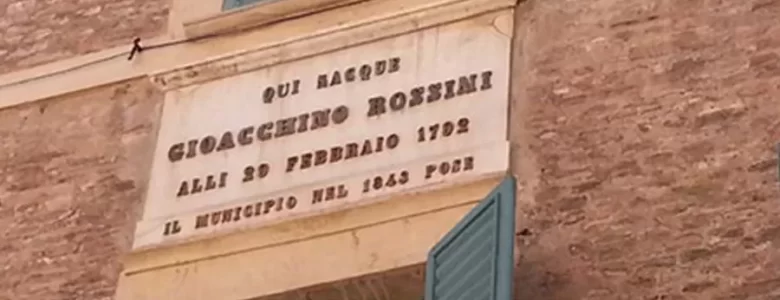 QUI NACQUE
GIOACCHINO ROSSINI
ALLI 29 FEBBRAIO 1792
IL MUNICIPIO NEL 1843 POSE